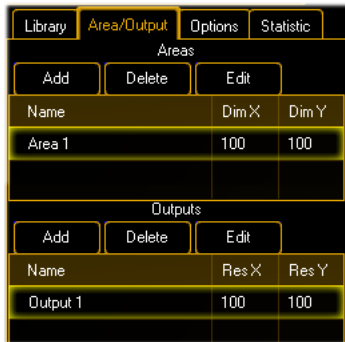 Library Area/Output Options Statistic
Areas
Add Delete Edit
Name Dim X Dim Y
Area 1 100 100
Outputs
Add Delete Edit
Name Res X Res Y
Output 1 100 100